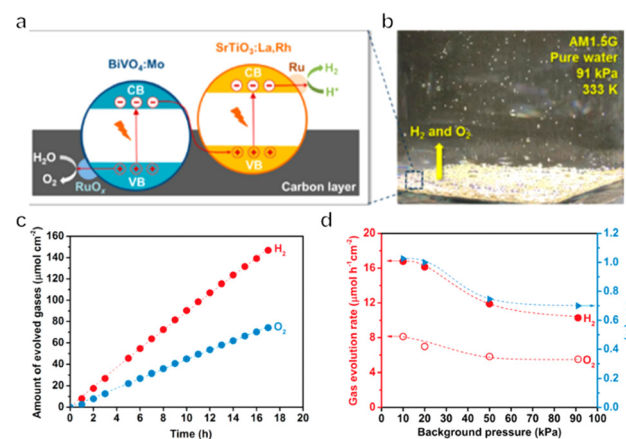 a
BiVO₄:Mo
SrTiO₃:La,Rh
CB
VB
CB
VB
Ru
H₂
H⁺
H₂O
O₂
RuOₓ
Carbon layer
b
AM1.5G
Pure water
91 kPa
333 K
H₂ and O₂
c
Amount of evolved gases (μmol cm⁻²)
160
140
120
100
80
60
40
20
0
H₂
O₂
0 2 4 6 8 10 12 14 16 18 20
Time (h)
d
Gas evolution rate (μmol h⁻¹cm⁻²)
20
16
12
8
4
0
H₂
O₂
1.2
1.0
0.8
0.6
0.4
0.2
0.0
0 10 20 30 40 50 60 70 80 90 100
Background pressure (kPa)